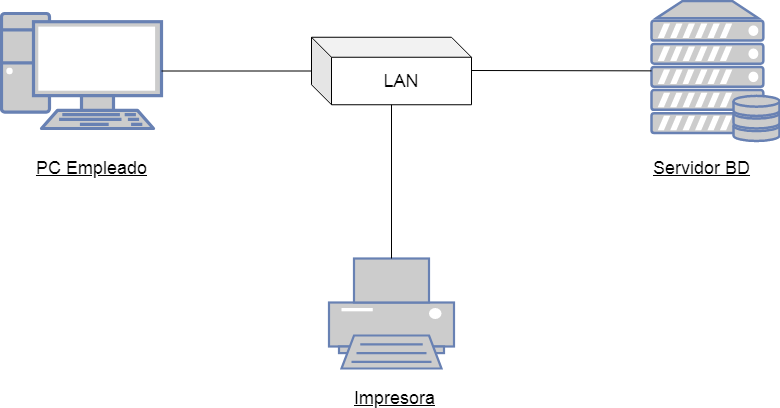 LAN
PC Empleado
Servidor BD
Impresora